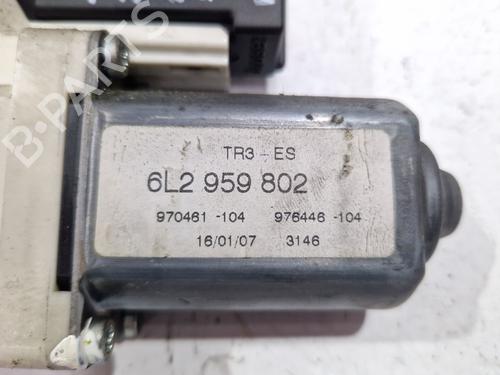 TR3 - ES
6L2 959 802
970461 -104 976446 -104
16/01/07 3146
B-PARTS